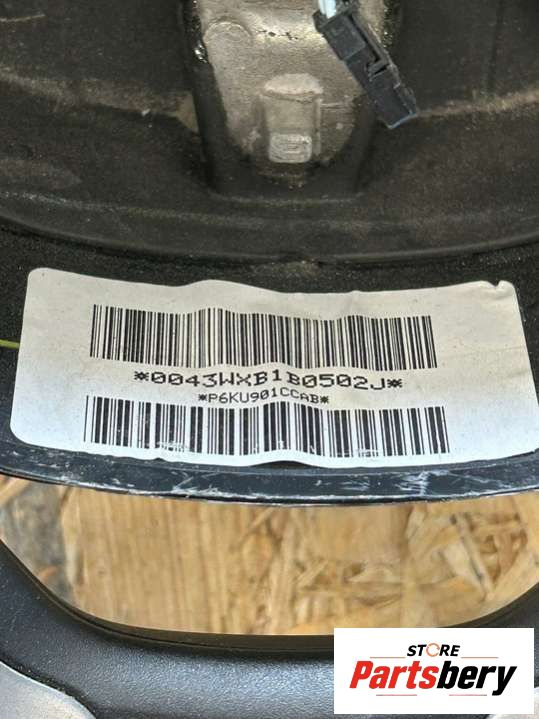 *0043WXB1B0502J*
*P6KU901CCAB*
STORE
Partsbery